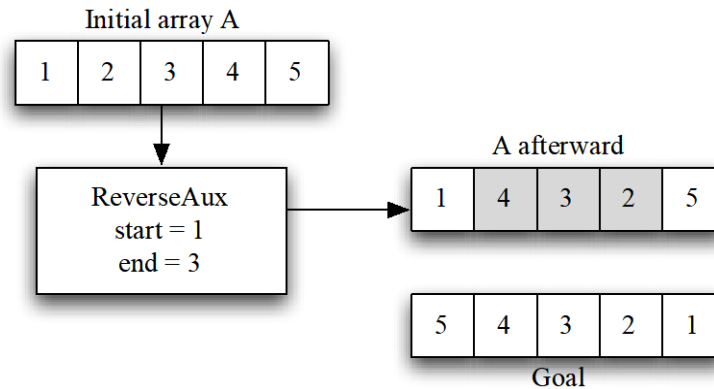 Initial array A
1 2 3 4 5
ReverseAux
start = 1
end = 3
A afterward
1 4 3 2 5
5 4 3 2 1
Goal